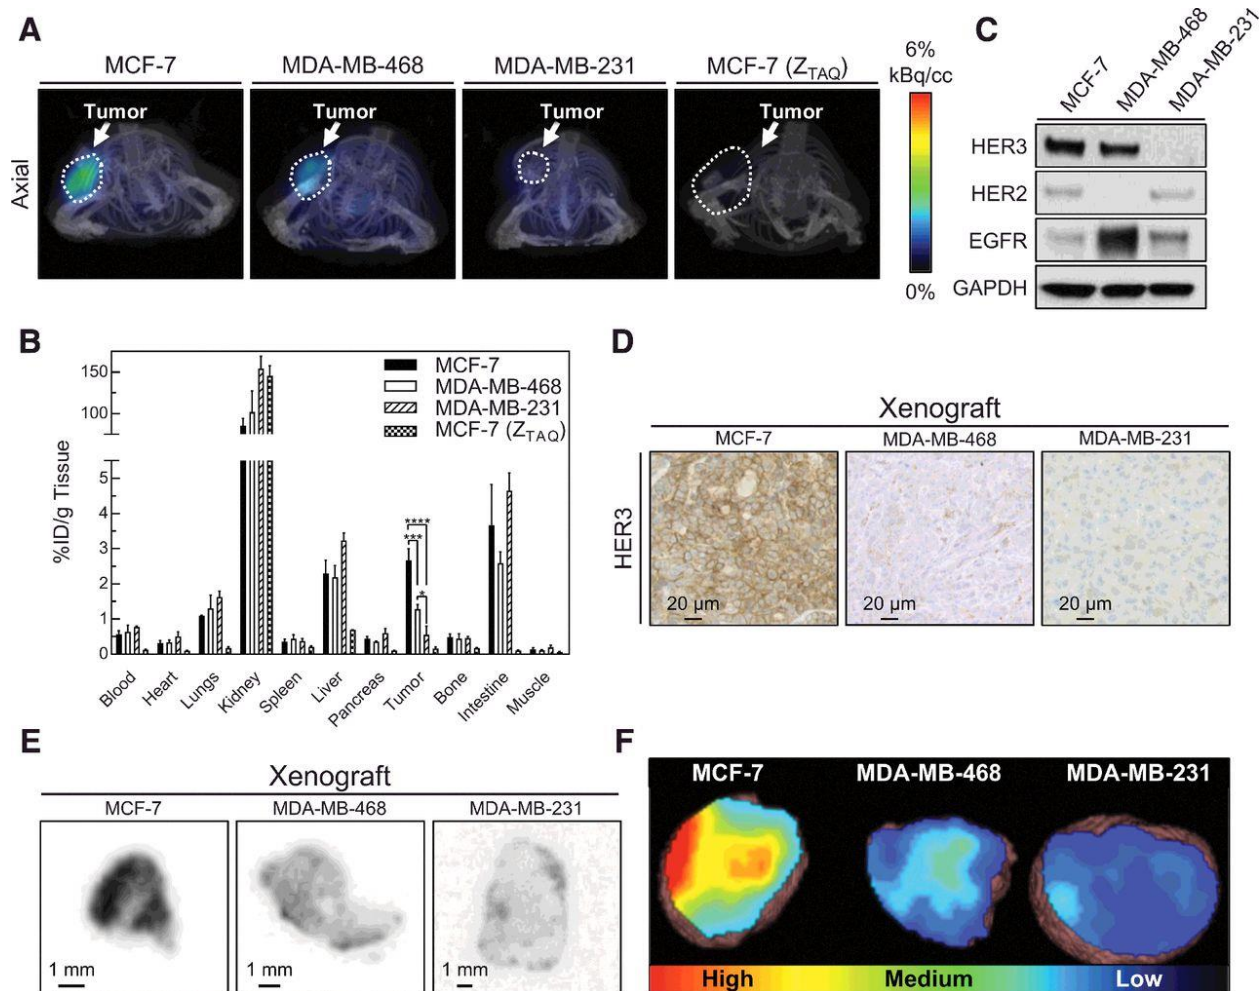 A
MCF-7
MDA-MB-468
MDA-MB-231
MCF-7 (Z_TAQ)
Axial
Tumor
Tumor
Tumor
Tumor
6%
kBq/cc
0%
C
MCF-7
MDA-MB-468
MDA-MB-231
HER3
HER2
EGFR
GAPDH
B
%ID/g Tissue
150
100
5
4
3
2
1
0
MCF-7
MDA-MB-468
MDA-MB-231
MCF-7 (Z_TAQ)
****
***
*
Blood
Heart
Lungs
Kidney
Spleen
Liver
Pancreas
Tumor
Bone
Intestine
Muscle
D
Xenograft
MCF-7
MDA-MB-468
MDA-MB-231
HER3
20 µm
20 µm
20 µm
E
Xenograft
MCF-7
MDA-MB-468
MDA-MB-231
1 mm
1 mm
1 mm
F
MCF-7
MDA-MB-468
MDA-MB-231
High
Medium
Low